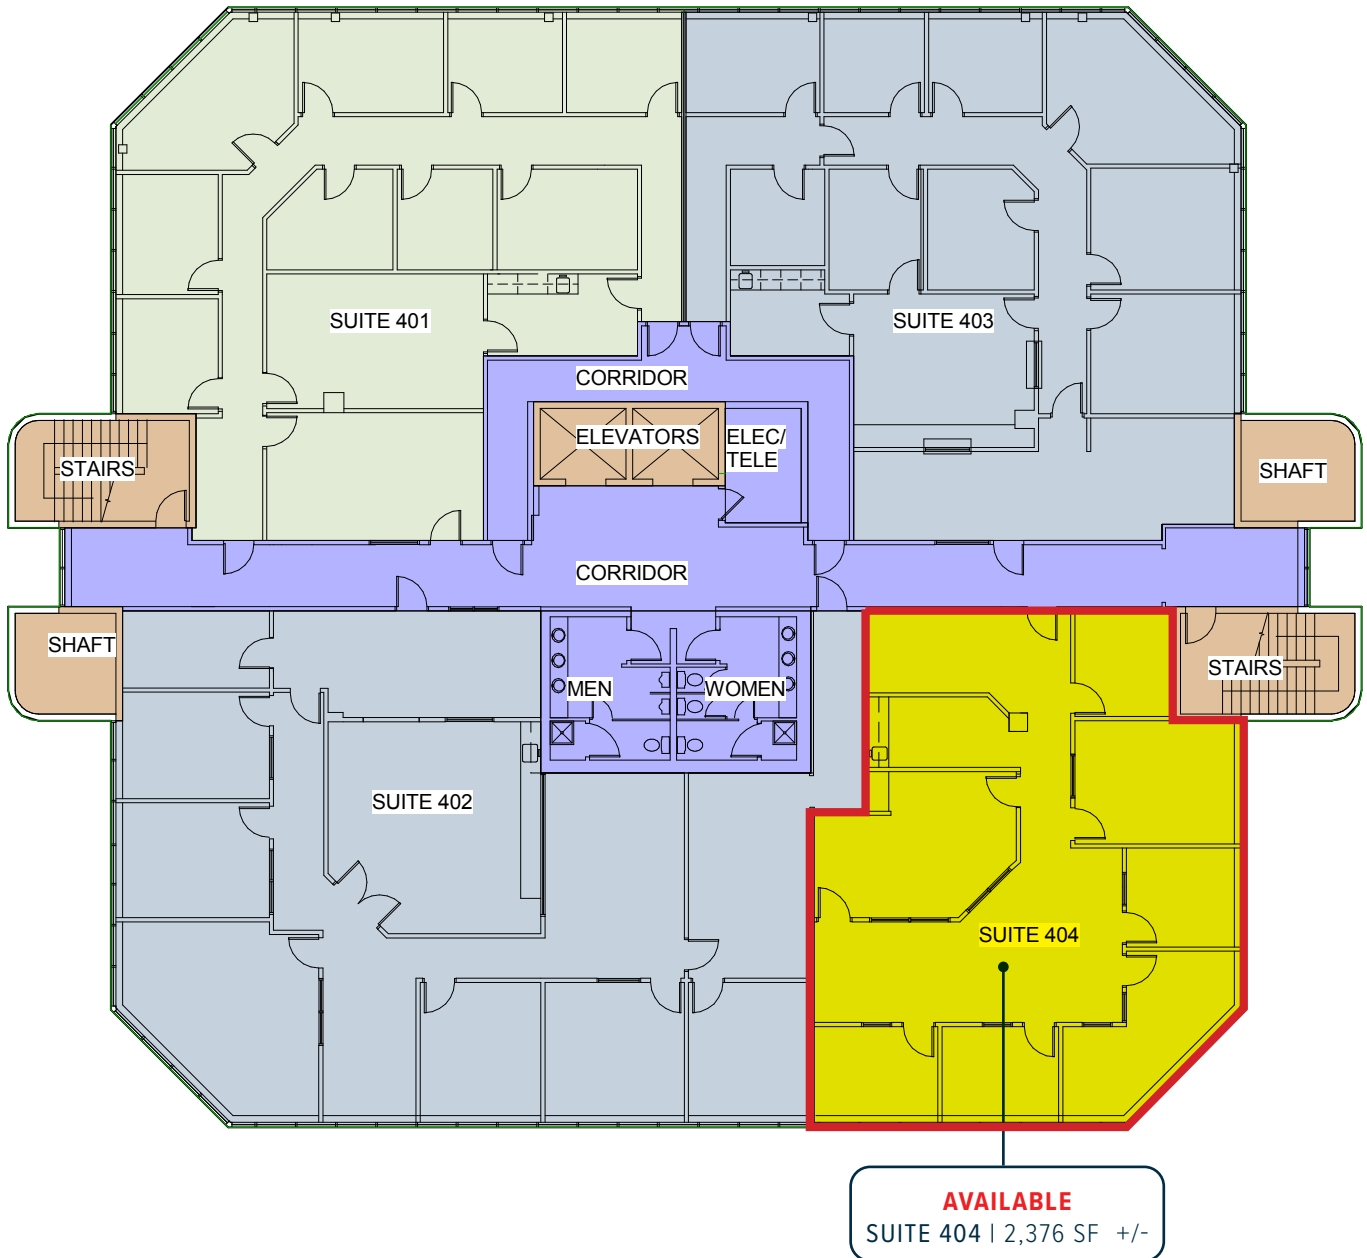 SUITE 401
SUITE 403
CORRIDOR
ELEVATORS
ELEC/
TELE
STAIRS
SHAFT
CORRIDOR
SHAFT
MEN
WOMEN
STAIRS
SUITE 402
SUITE 404
AVAILABLE
SUITE 404 | 2,376 SF +/-